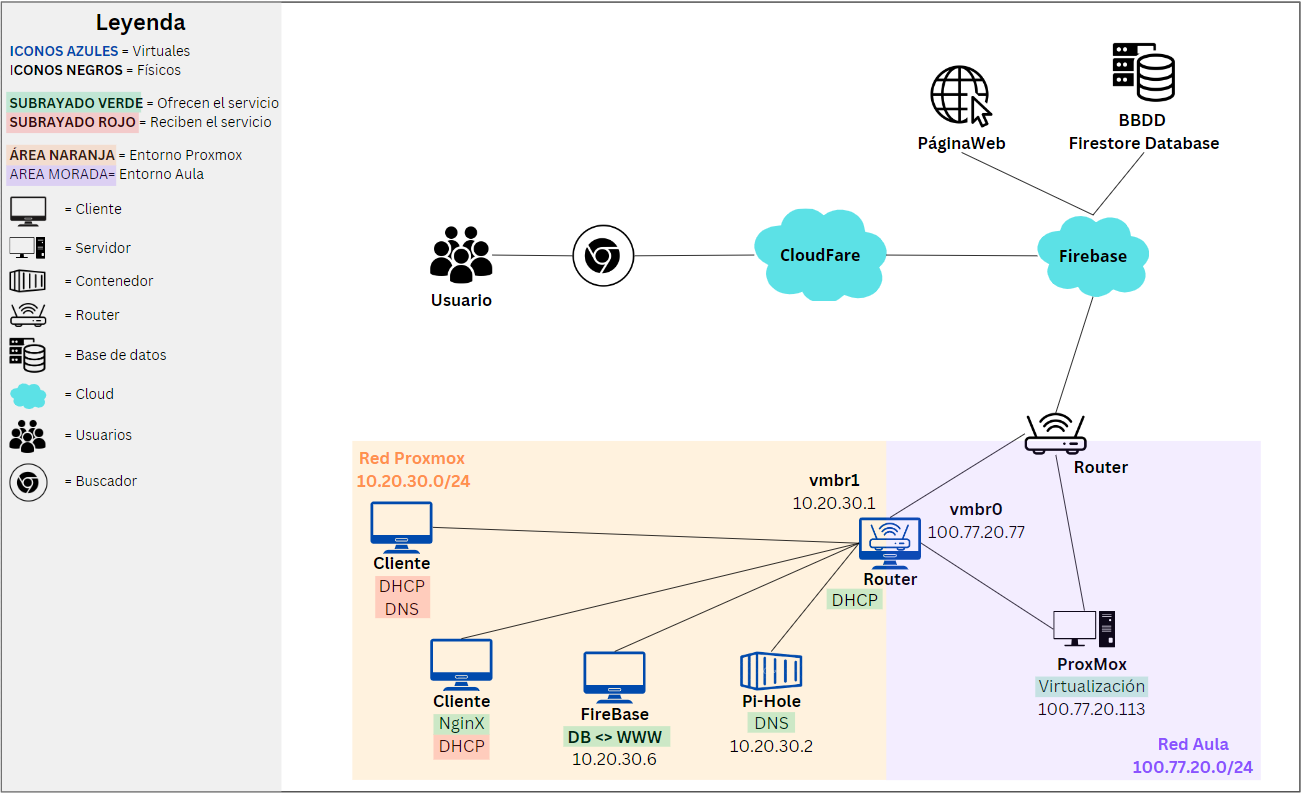 Leyenda
ICONOS AZULES = Virtuales
ICONOS NEGROS = Físicos
SUBRAYADO VERDE = Ofrecen el servicio
SUBRAYADO ROJO = Reciben el servicio
ÁREA NARANJA = Entorno Proxmox
AREA MORADA= Entorno Aula
= Cliente
= Servidor
= Contenedor
= Router
= Base de datos
= Cloud
= Usuarios
= Buscador
PáginaWeb
BBDD
Firestore Database
Usuario
CloudFare
Firebase
Router
Red Proxmox
10.20.30.0/24
vmbr1
10.20.30.1
vmbr0
100.77.20.77
Cliente
DHCP
DNS
Router
DHCP
Cliente
NginX
DHCP
FireBase
DB <> WWW
10.20.30.6
Pi-Hole
DNS
10.20.30.2
ProxMox
Virtualización
100.77.20.113
Red Aula
100.77.20.0/24